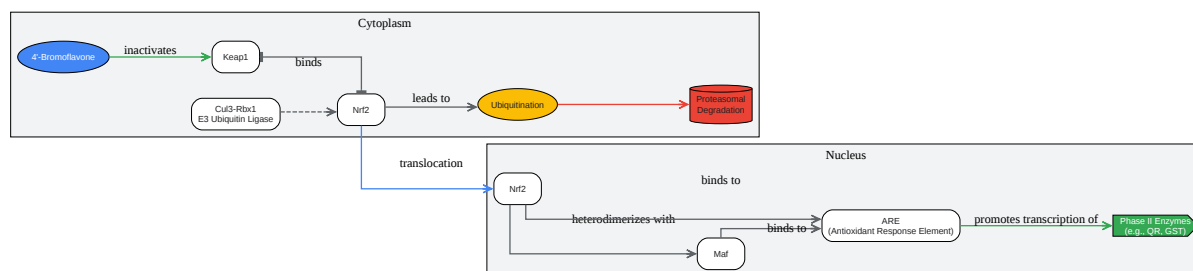 Cytoplasm
4'-Bromoflavone
inactivates
Keap1
binds
Cul3-Rbx1
E3 Ubiquitin Ligase
Nrf2
leads to
Ubiquitination
Proteasomal
Degradation
translocation
Nucleus
Nrf2
binds to
heterodimerizes with
Maf
binds to
ARE
(Antioxidant Response Element)
promotes transcription of
Phase II Enzymes
(e.g., QR, GST)